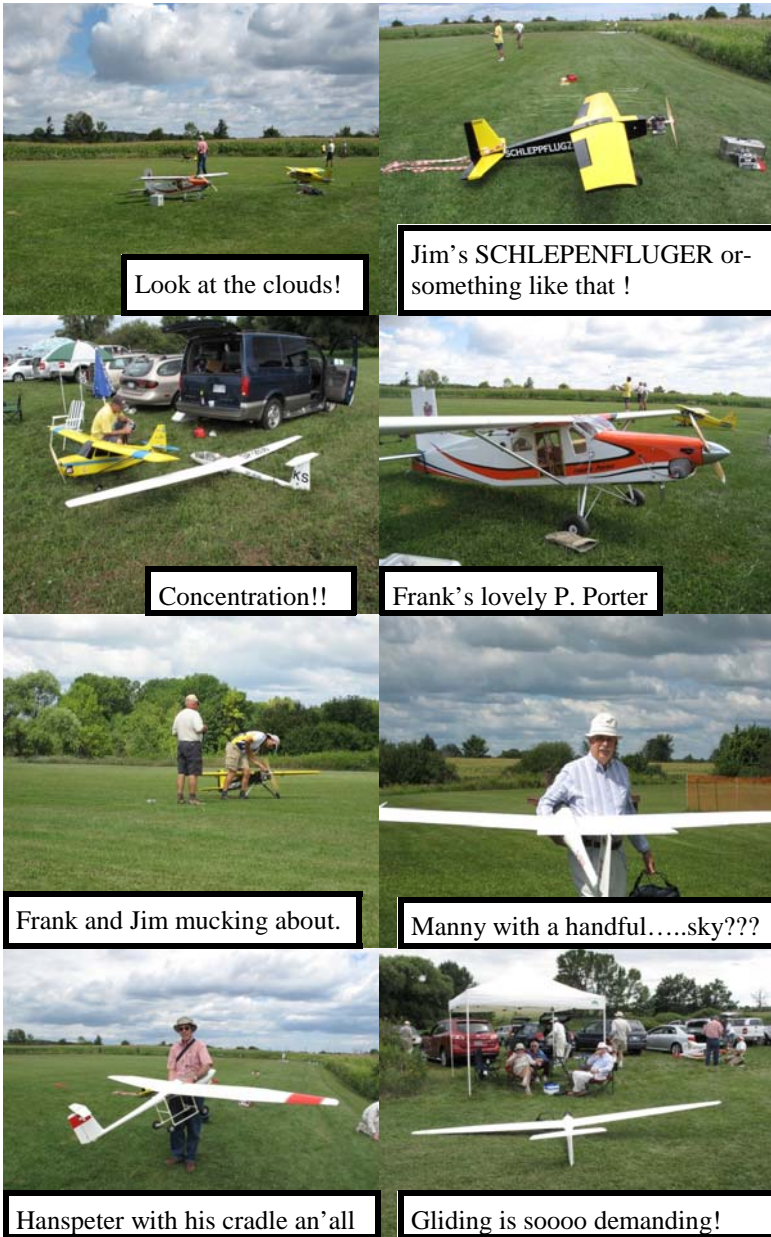 Look at the clouds!
SCHLEPPFLUGZ
Jim's SCHLEPENFLUGER or-
something like that !
KS
Concentration!!
Frank's lovely P. Porter
Frank and Jim mucking about.
Manny with a handful…..sky???
Hanspeter with his cradle an'all
Gliding is soooo demanding!